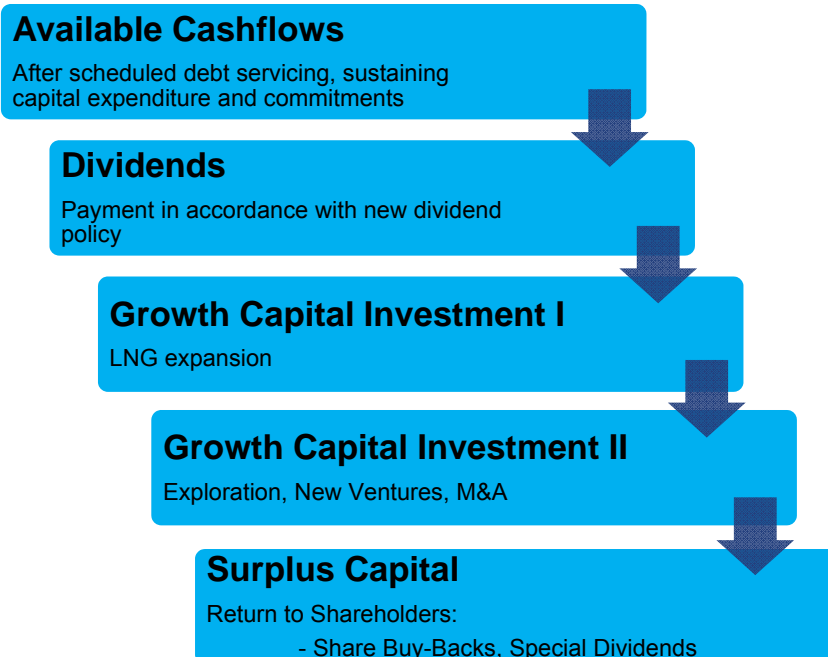 Available Cashflows
After scheduled debt servicing, sustaining
capital expenditure and commitments
Dividends
Payment in accordance with new dividend
policy
Growth Capital Investment I
LNG expansion
Growth Capital Investment II
Exploration, New Ventures, M&A
Surplus Capital
Return to Shareholders:
- Share Buy-Backs, Special Dividends